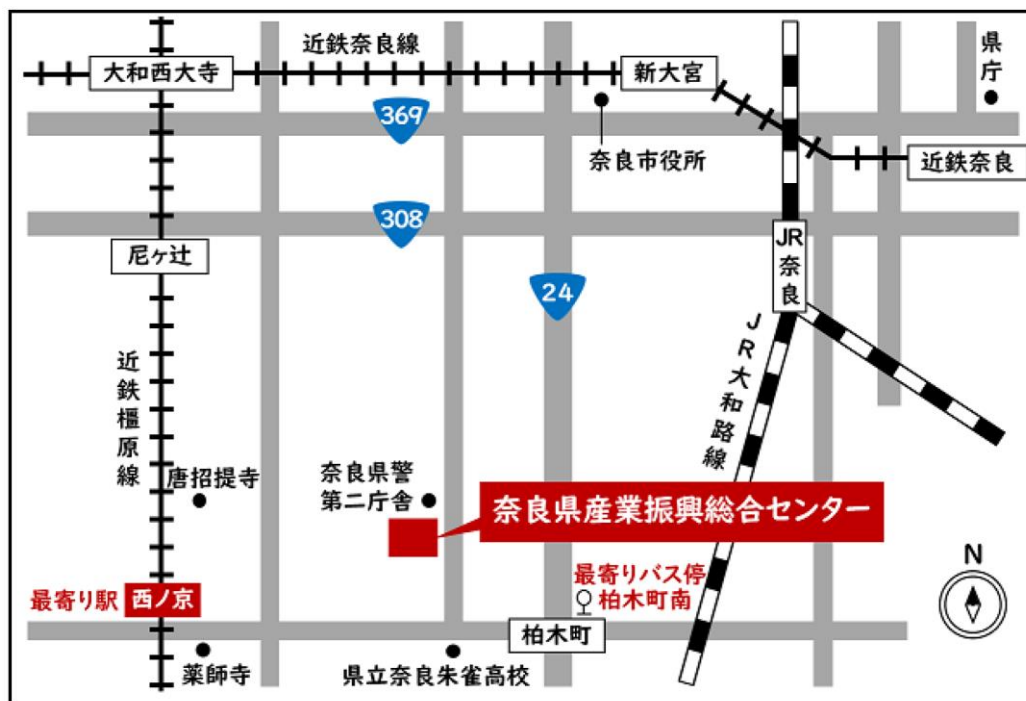 近鉄奈良線
県庁
大和西大寺
新大宮
369
奈良市役所
近鉄奈良
308
JR奈良
尼ヶ辻
24
近鉄橿原線
JR大和路線
唐招提寺
奈良県警
第二庁舎
奈良県産業振興総合センター
N
最寄りバス停
柏木町南
最寄り駅 西ノ京
柏木町
薬師寺
県立奈良朱雀高校